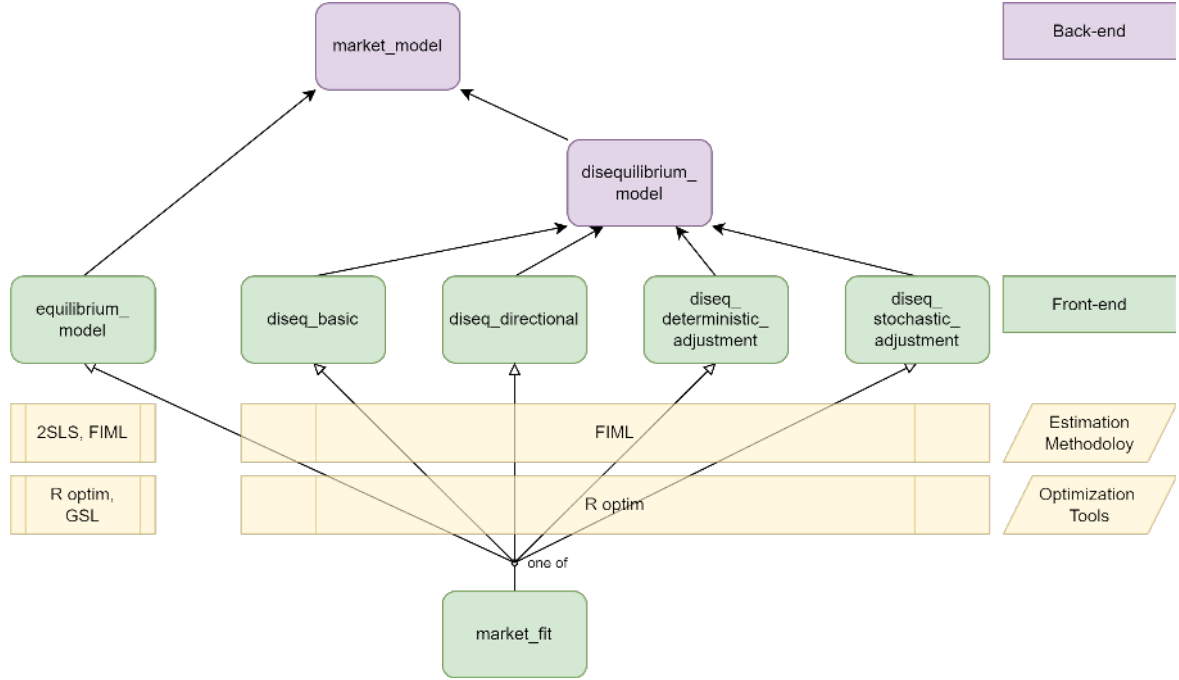 market_model
Back-end
disequilibrium_
model
equilibrium_
model
diseq_basic
diseq_directional
diseq_
deterministic_
adjustment
diseq_
stochastic_
adjustment
Front-end
2SLS, FIML
FIML
Estimation
Methodoloy
R optim,
GSL
R optim
Optimization
Tools
one of
market_fit